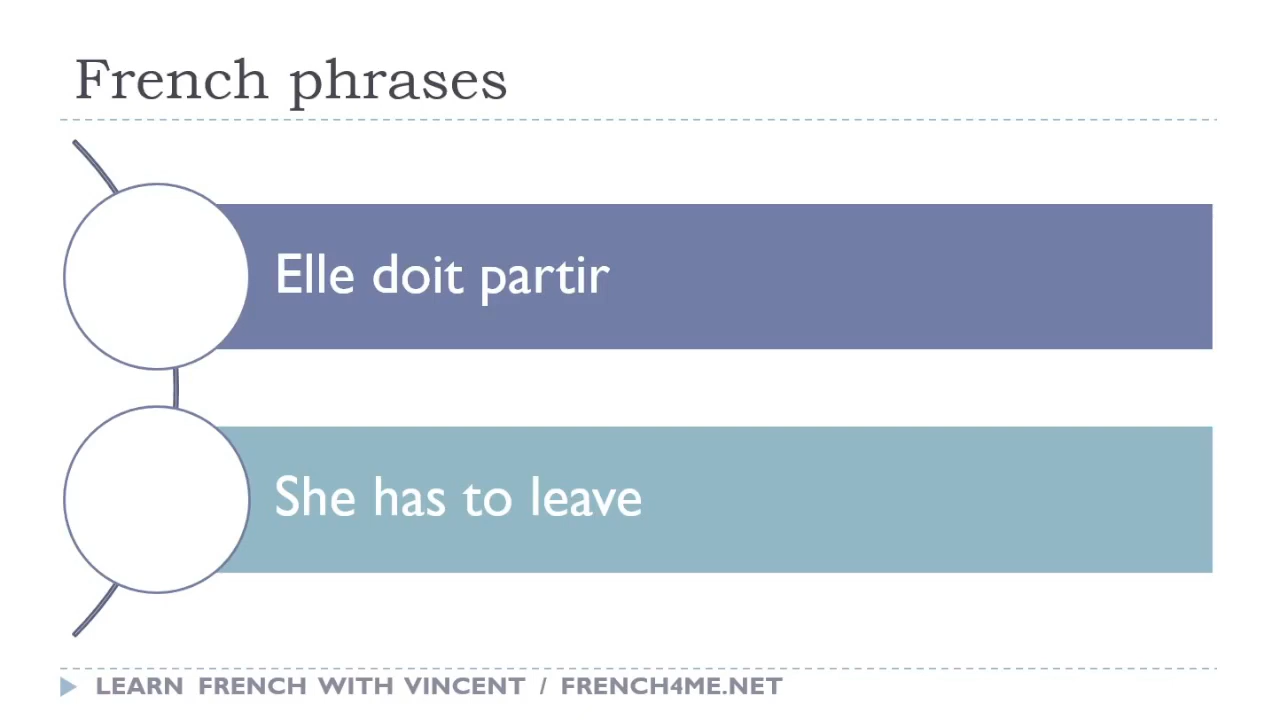 French phrases
Elle doit partir
She has to leave
LEARN FRENCH WITH VINCENT / FRENCH4ME.NET